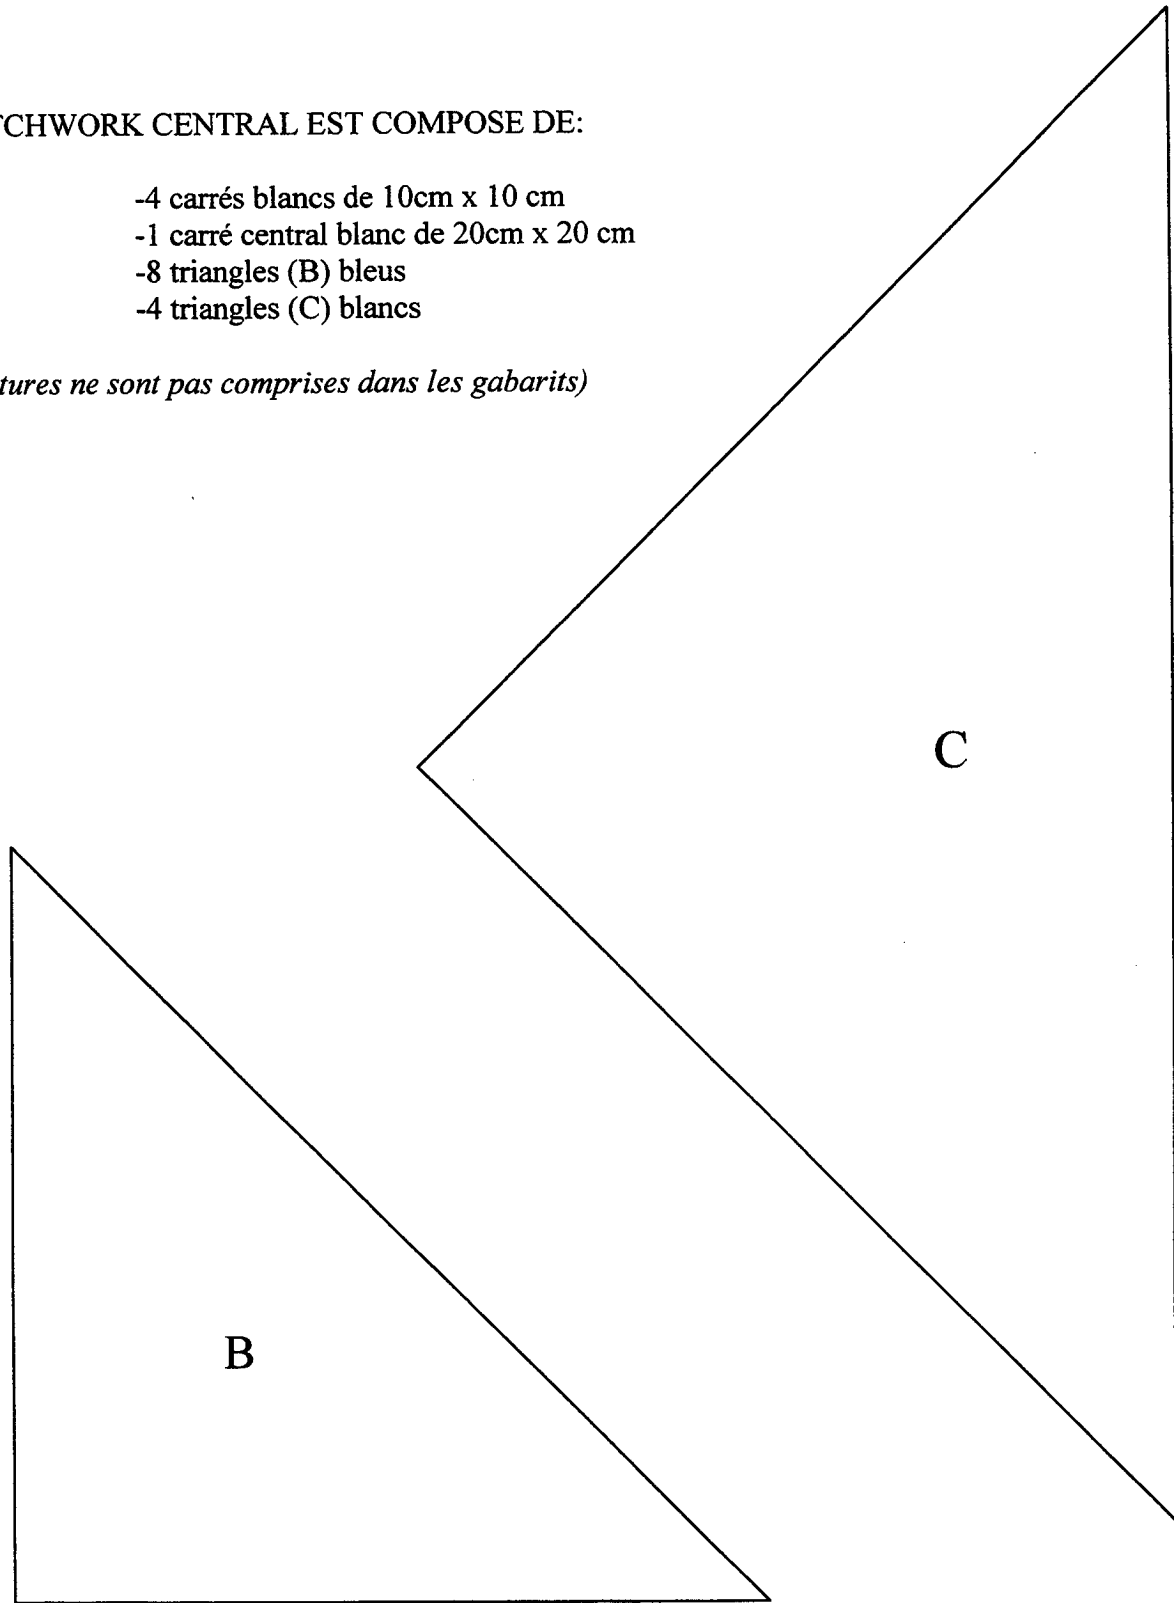 TCHWORK CENTRAL EST COMPOSE DE:
-4 carrés blancs de 10cm x 10 cm
-1 carré central blanc de 20cm x 20 cm
-8 triangles (B) bleus
-4 triangles (C) blancs
tures ne sont pas comprises dans les gabarits)
C
B